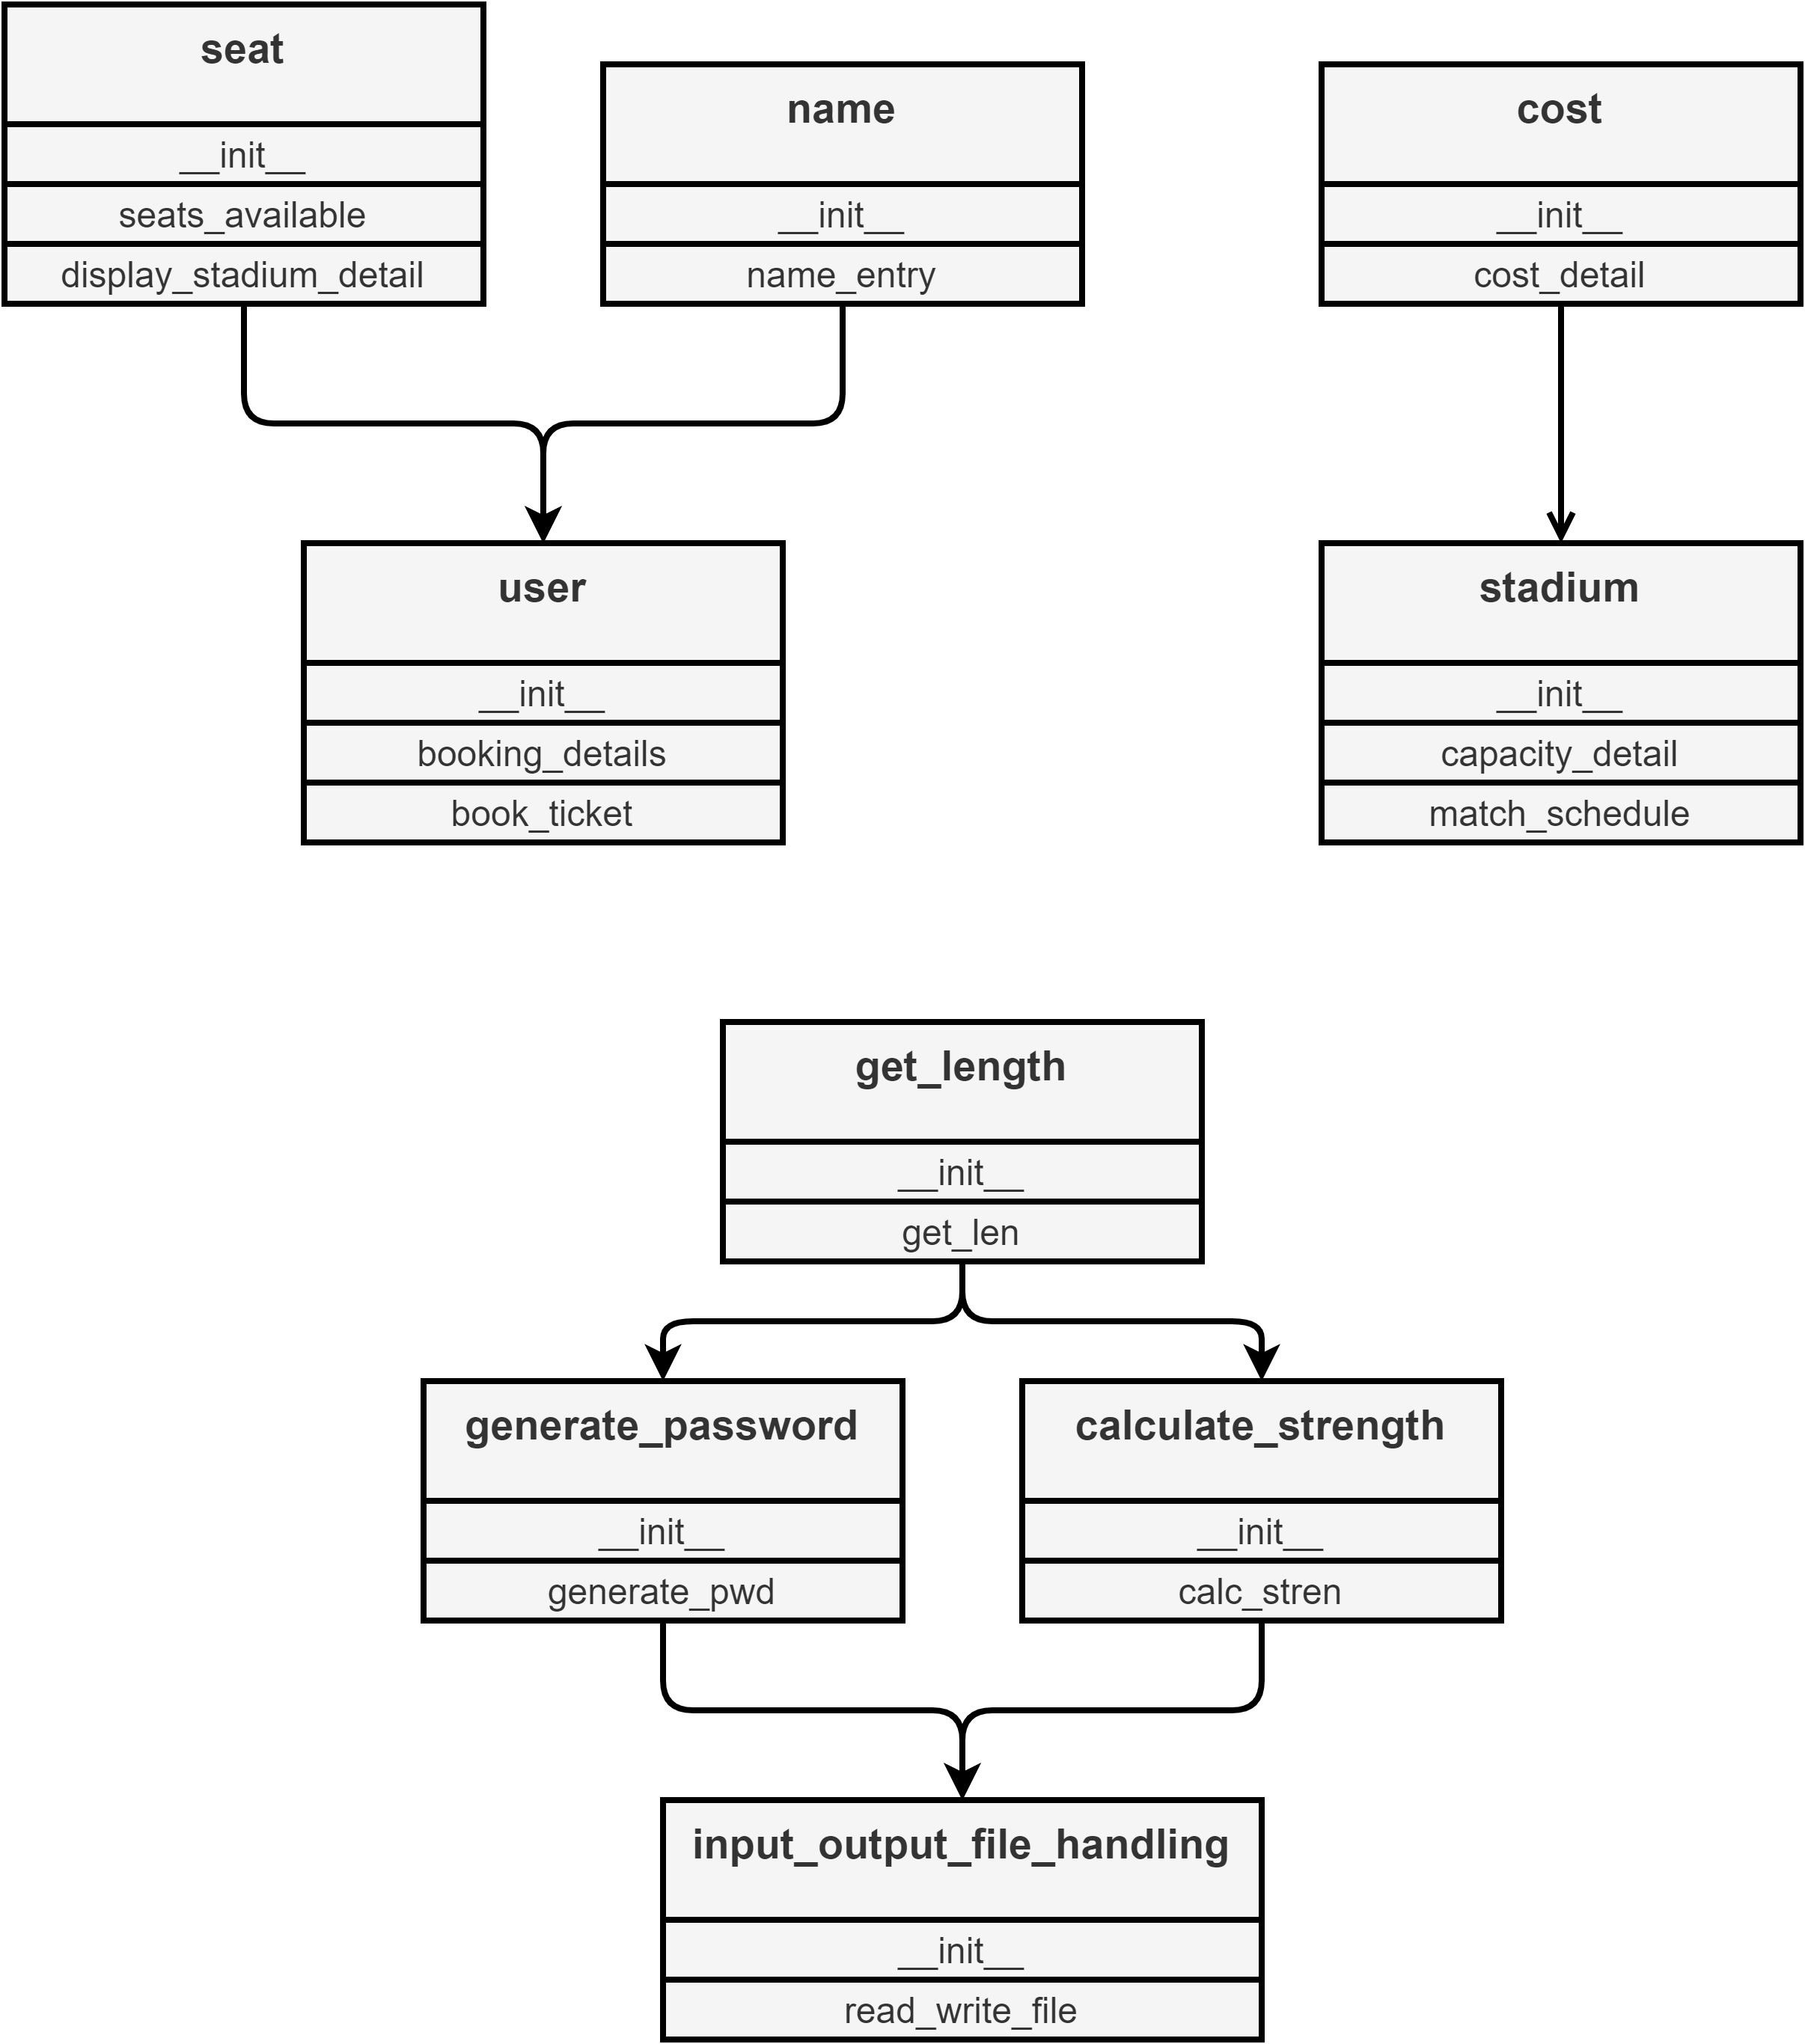 seat
__init__
seats_available
display_stadium_detail
name
__init__
name_entry
cost
__init__
cost_detail
user
__init__
booking_details
book_ticket
stadium
__init__
capacity_detail
match_schedule
get_length
__init__
get_len
generate_password
__init__
generate_pwd
calculate_strength
__init__
calc_stren
input_output_file_handling
__init__
read_write_file